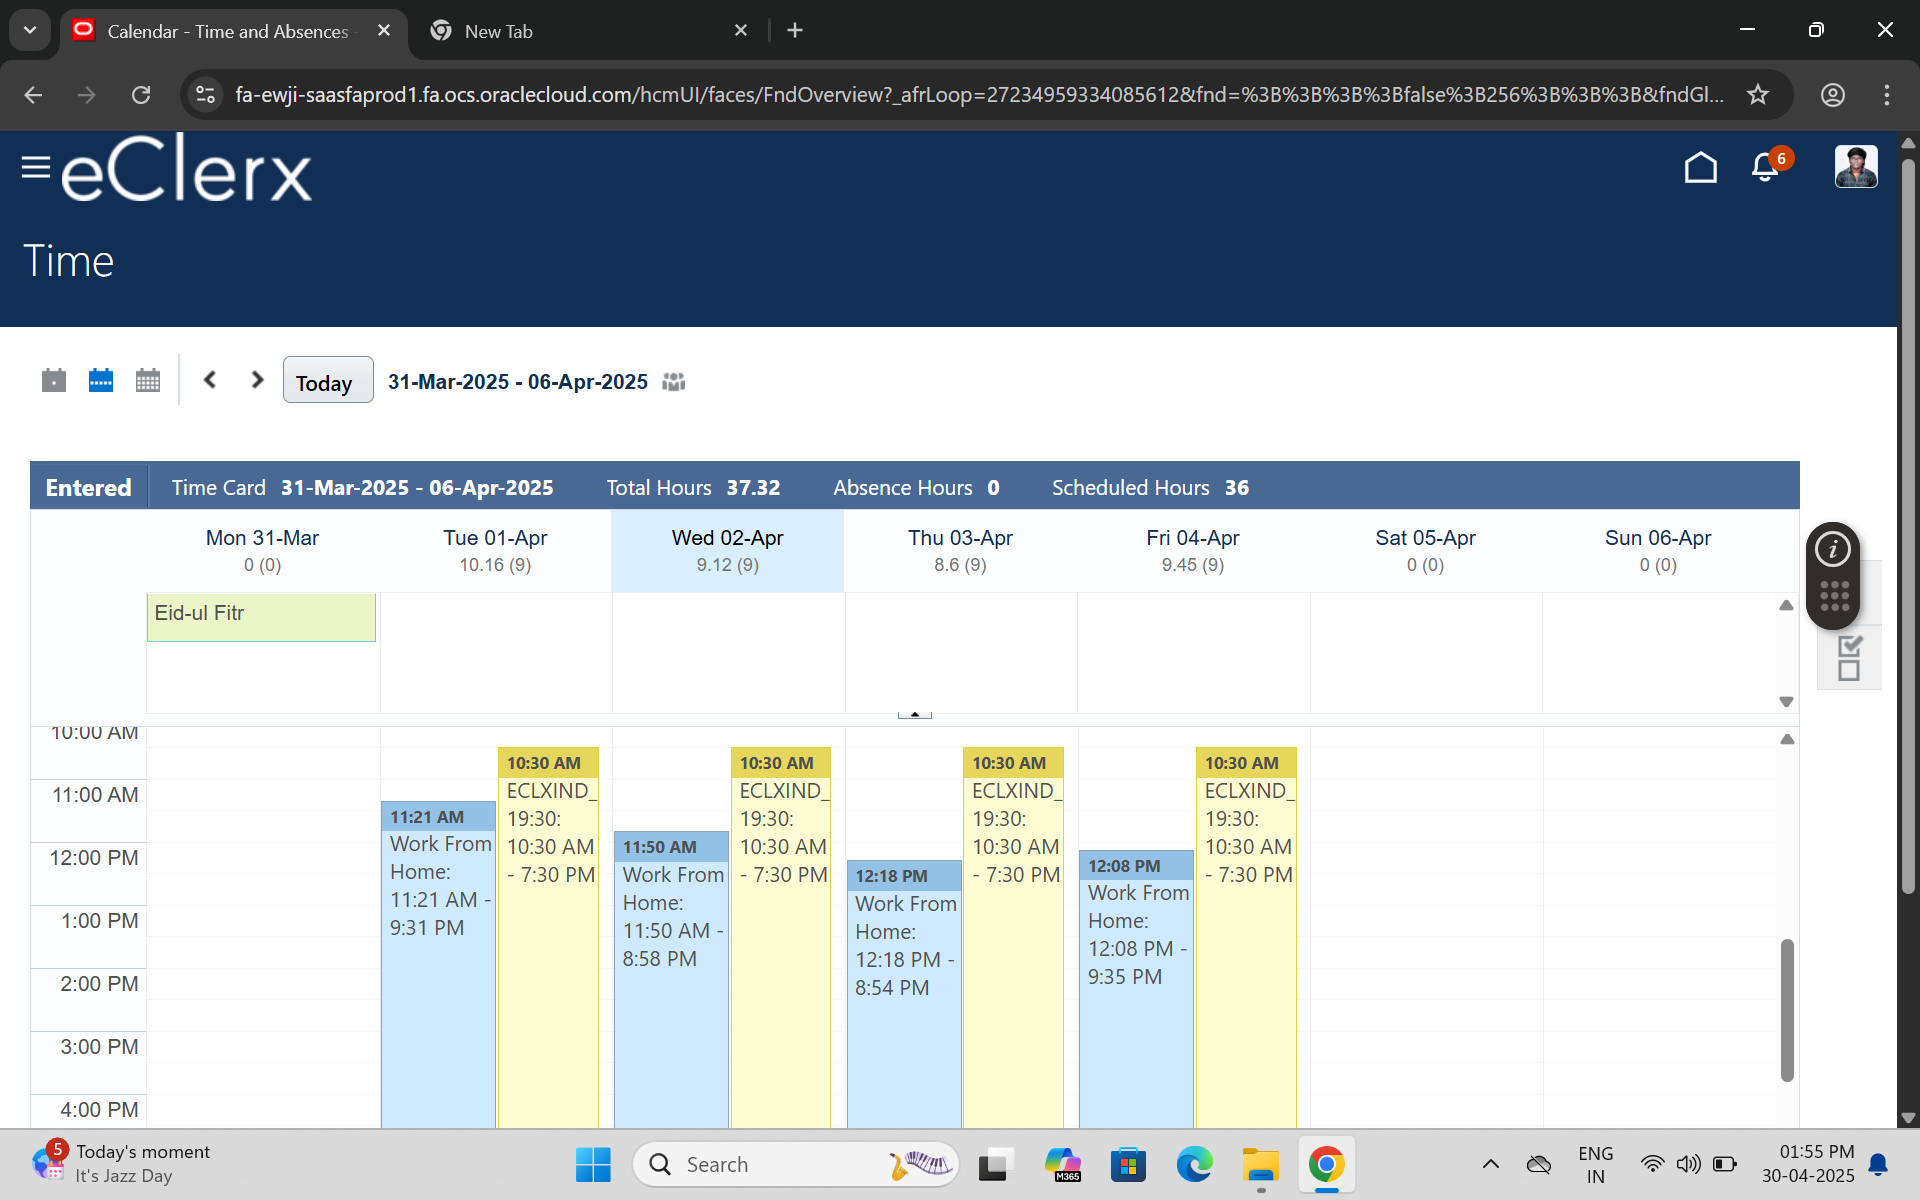 Calendar - Time and Absences -
New Tab
fa-ewji-saasfaprod1.fa.ocs.oraclecloud.com/hcmUI/faces/FndOverview?_afrLoop=27234959334085612&fnd=%3B%3B%3B%3Bfalse%3B256%3B%3B%3B&fndGl...
eClerx
6
Time
Today
31-Mar-2025 - 06-Apr-2025
Entered Time Card 31-Mar-2025 - 06-Apr-2025 Total Hours 37.32 Absence Hours 0 Scheduled Hours 36
Mon 31-Mar Tue 01-Apr Wed 02-Apr Thu 03-Apr Fri 04-Apr Sat 05-Apr Sun 06-Apr
0 (0) 10.16 (9) 9.12 (9) 8.6 (9) 9.45 (9) 0 (0) 0 (0)
Eid-ul Fitr
10:00 AM
11:00 AM
12:00 PM
1:00 PM
2:00 PM
3:00 PM
4:00 PM
11:21 AM
Work From
Home:
11:21 AM -
9:31 PM
10:30 AM
ECLXIND_
19:30:
10:30 AM
- 7:30 PM
11:50 AM
Work From
Home:
11:50 AM -
8:58 PM
10:30 AM
ECLXIND_
19:30:
10:30 AM
- 7:30 PM
12:18 PM
Work From
Home:
12:18 PM -
8:54 PM
10:30 AM
ECLXIND_
19:30:
10:30 AM
- 7:30 PM
12:08 PM
Work From
Home:
12:08 PM -
9:35 PM
10:30 AM
ECLXIND_
19:30:
10:30 AM
- 7:30 PM
i
5
Today's moment
It's Jazz Day
Search
M365
ENG
IN
01:55 PM
30-04-2025